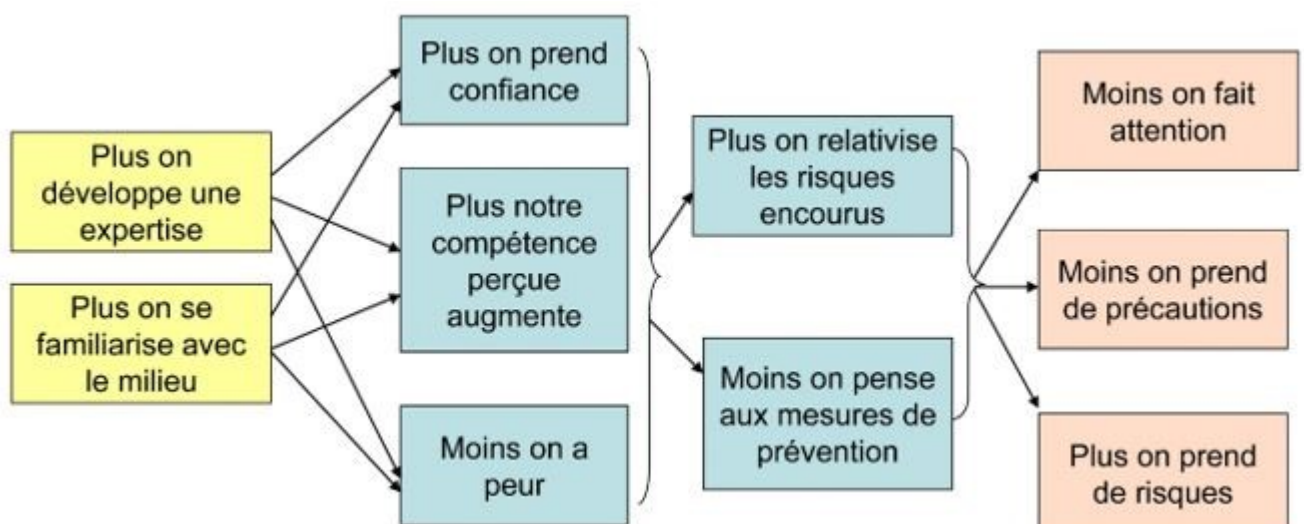 Plus on
développe une
expertise
Plus on se
familiarise avec
le milieu
Plus on prend
confiance
Plus notre
compétence
perçue
augmente
Moins on a
peur
Plus on relativise
les risques
encourus
Moins on pense
aux mesures de
prévention
Moins on fait
attention
Moins on prend
de précautions
Plus on prend
de risques